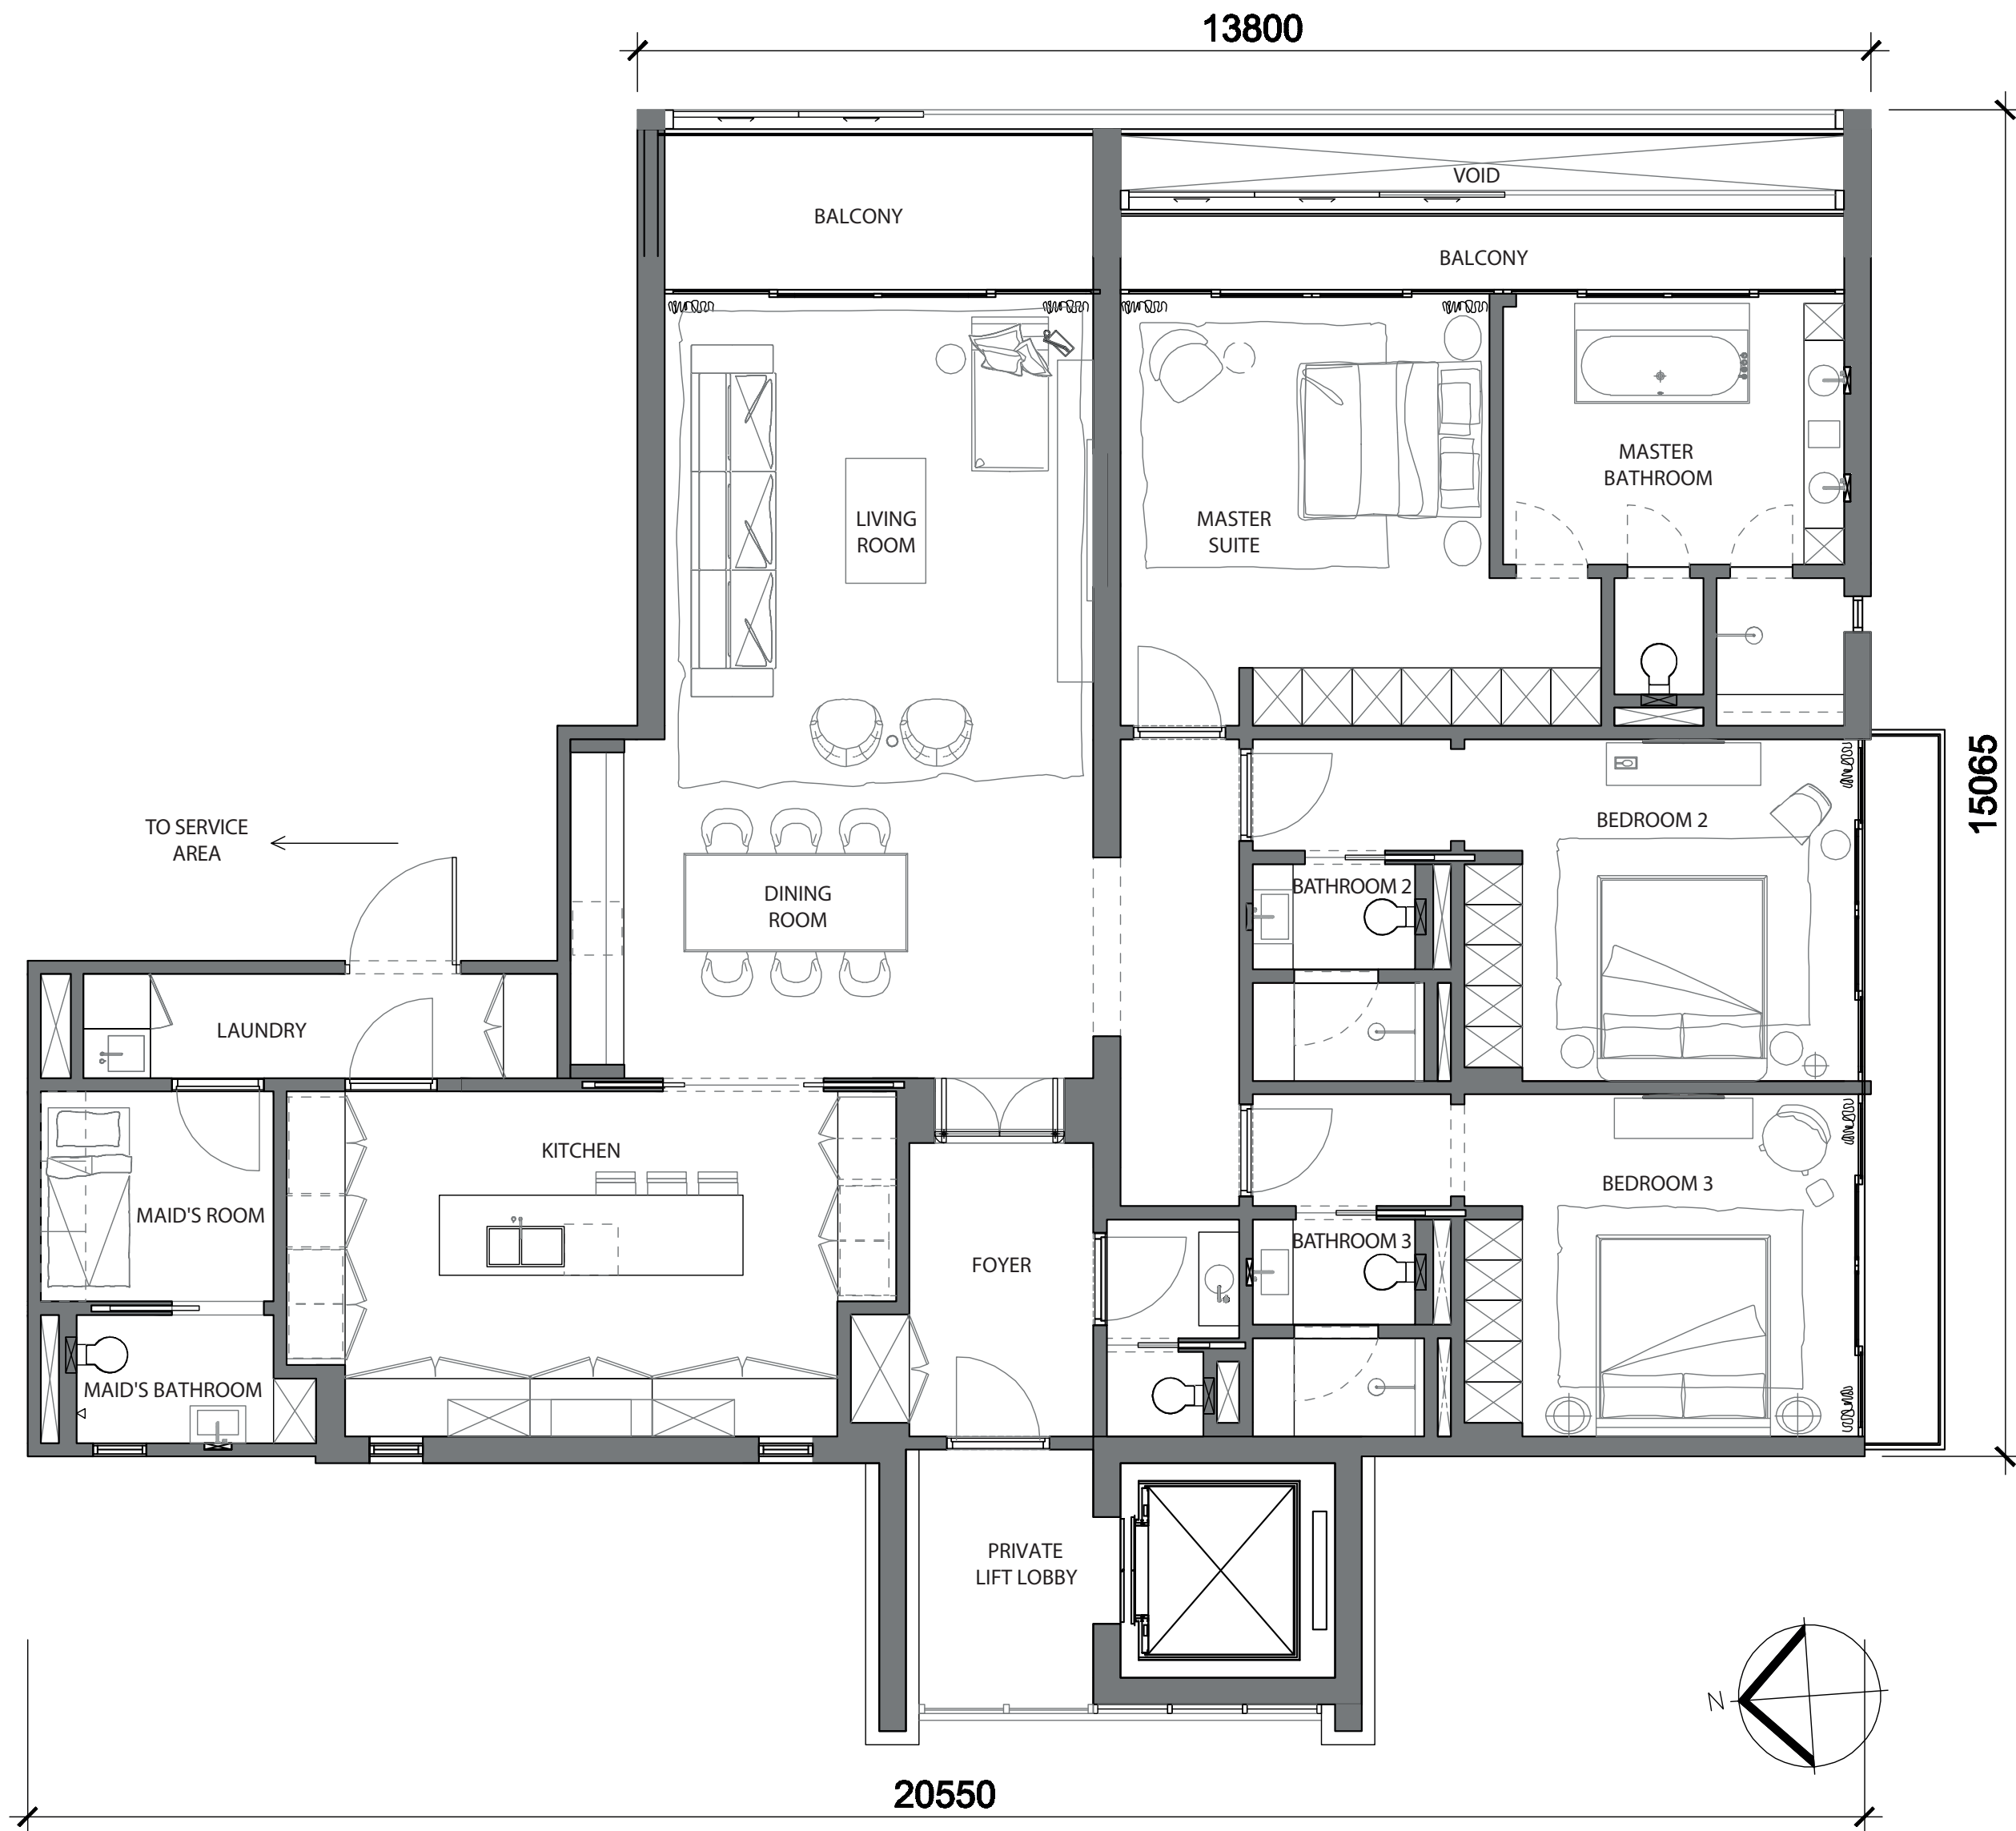 13800
VOID
BALCONY
BALCONY
MASTER
BATHROOM
LIVING
ROOM
MASTER
SUITE
15065
TO SERVICE
AREA
BEDROOM 2
DINING
ROOM
BATHROOM 2
LAUNDRY
KITCHEN
BEDROOM 3
MAID'S ROOM
BATHROOM 3
FOYER
MAID'S BATHROOM
PRIVATE
LIFT LOBBY
N
20550